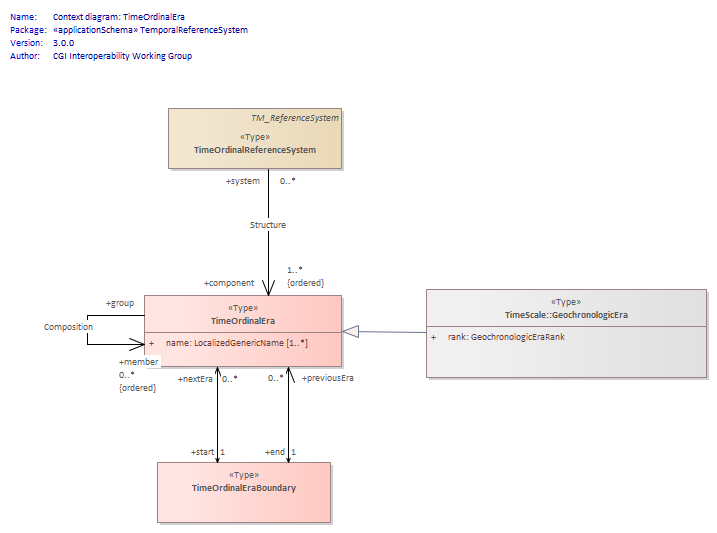 Name: Context diagram: TimeOrdinalEra
Package: «applicationSchema» TemporalReferenceSystem
Version: 3.0.0
Author: CGI Interoperability Working Group
TM_ReferenceSystem
«Type»
TimeOrdinalReferenceSystem
+system 0..*
Structure
1..*
+component {ordered}
+group
«Type»
TimeOrdinalEra
«Type»
TimeScale::GeochronologicEra
Composition
+ name: LocalizedGenericName [1..*]
+ rank: GeochronologicEraRank
+member
0..*
{ordered}
+nextEra 0..* 0..* +previousEra
+start 1 +end 1
«Type»
TimeOrdinalEraBoundary